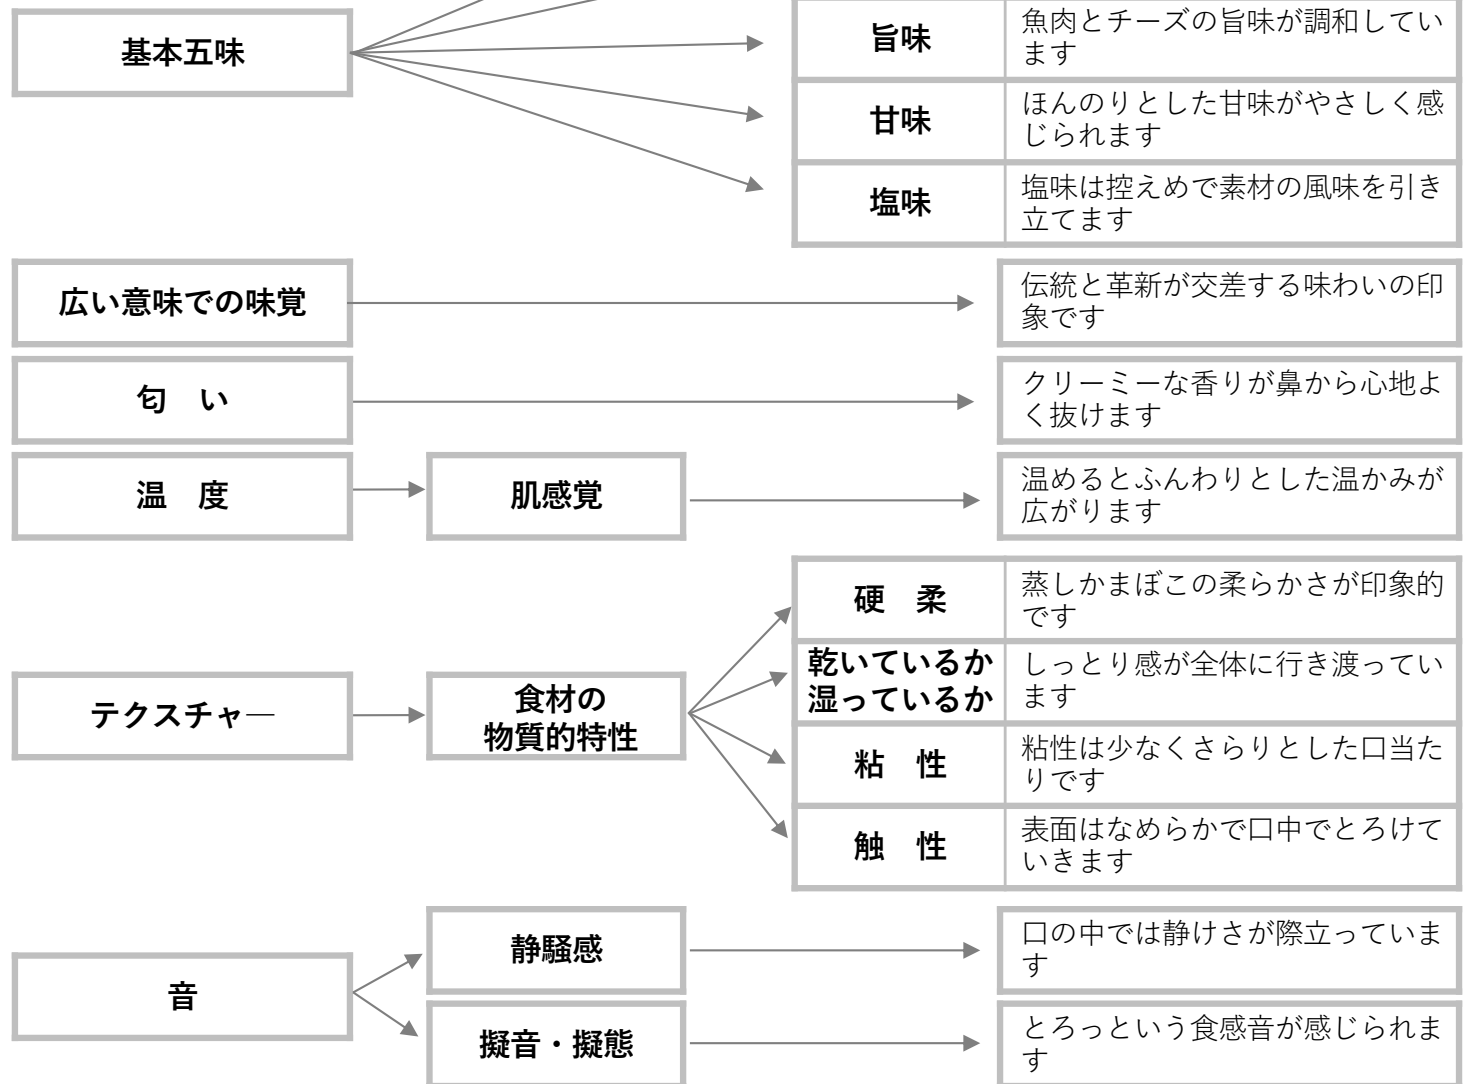 基本五味
旨味
魚肉とチーズの旨味が調和してい
ます
甘味
ほんのりとした甘味がやさしく感
じられます
塩味
塩味は控えめで素材の風味を引き
立てます
広い意味での味覚
伝統と革新が交差する味わいの印
象です
匂　い
クリーミーな香りが鼻から心地よ
く抜けます
温　度
肌感覚
温めるとふんわりとした温かみが
広がります
テクスチャ―
食材の
物質的特性
硬　柔
蒸しかまぼこの柔らかさが印象的
です
乾いているか
湿っているか
しっとり感が全体に行き渡ってい
ます
粘　性
粘性は少なくさらりとした口当た
りです
触　性
表面はなめらかで口中でとろけて
いきます
音
静騒感
口の中では静けさが際立っていま
す
擬音・擬態
とろっという食感音が感じられま
す